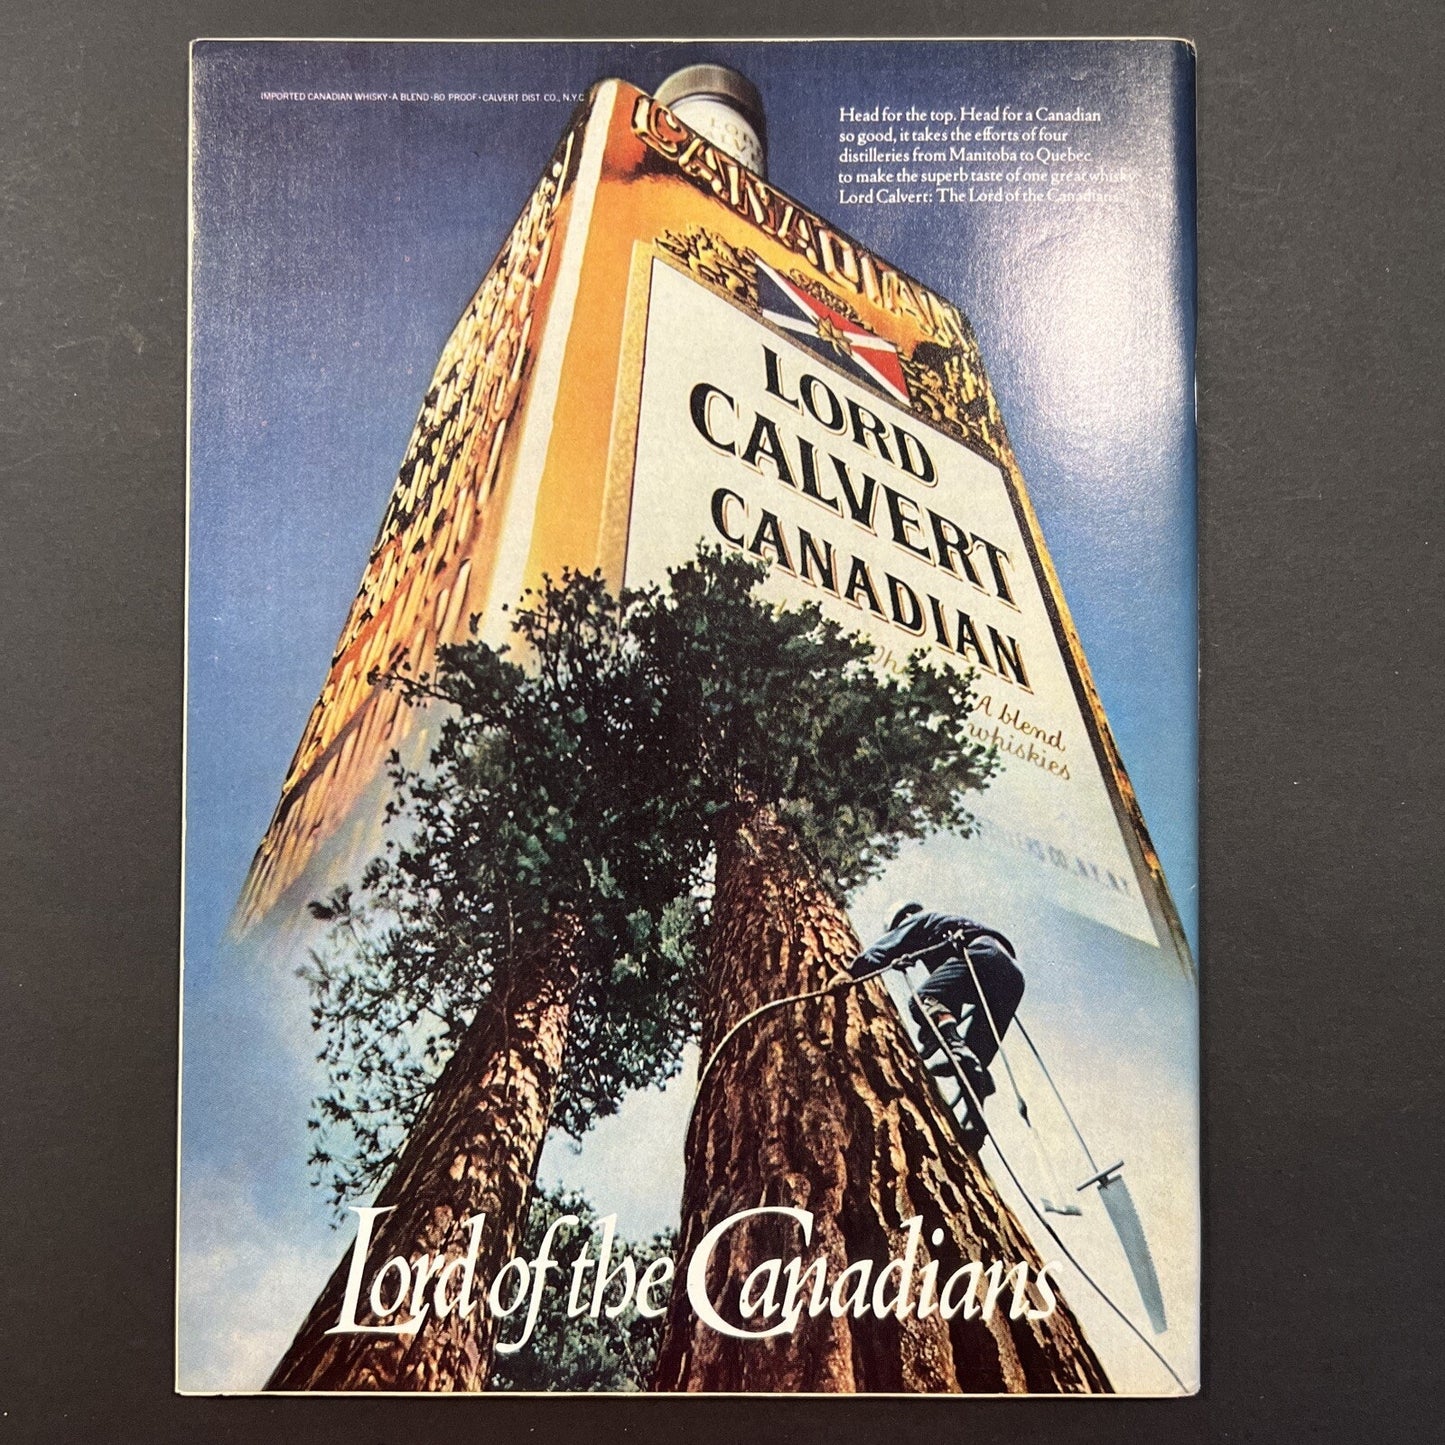 IMPORTED CANADIAN WHISKY•A BLEND•80 PROOF•CALVERT DIST. CO., N.Y.C.
Head for the top. Head for a Canadian
so good, it takes the efforts of four
distilleries from Manitoba to Quebec
to make the superb taste of one great whisky.
Lord Calvert: The Lord of the Canadians.
LORD
CANADIAN
LORD
CALVERT
CANADIAN
A blend
whiskies
Lord of the Canadians